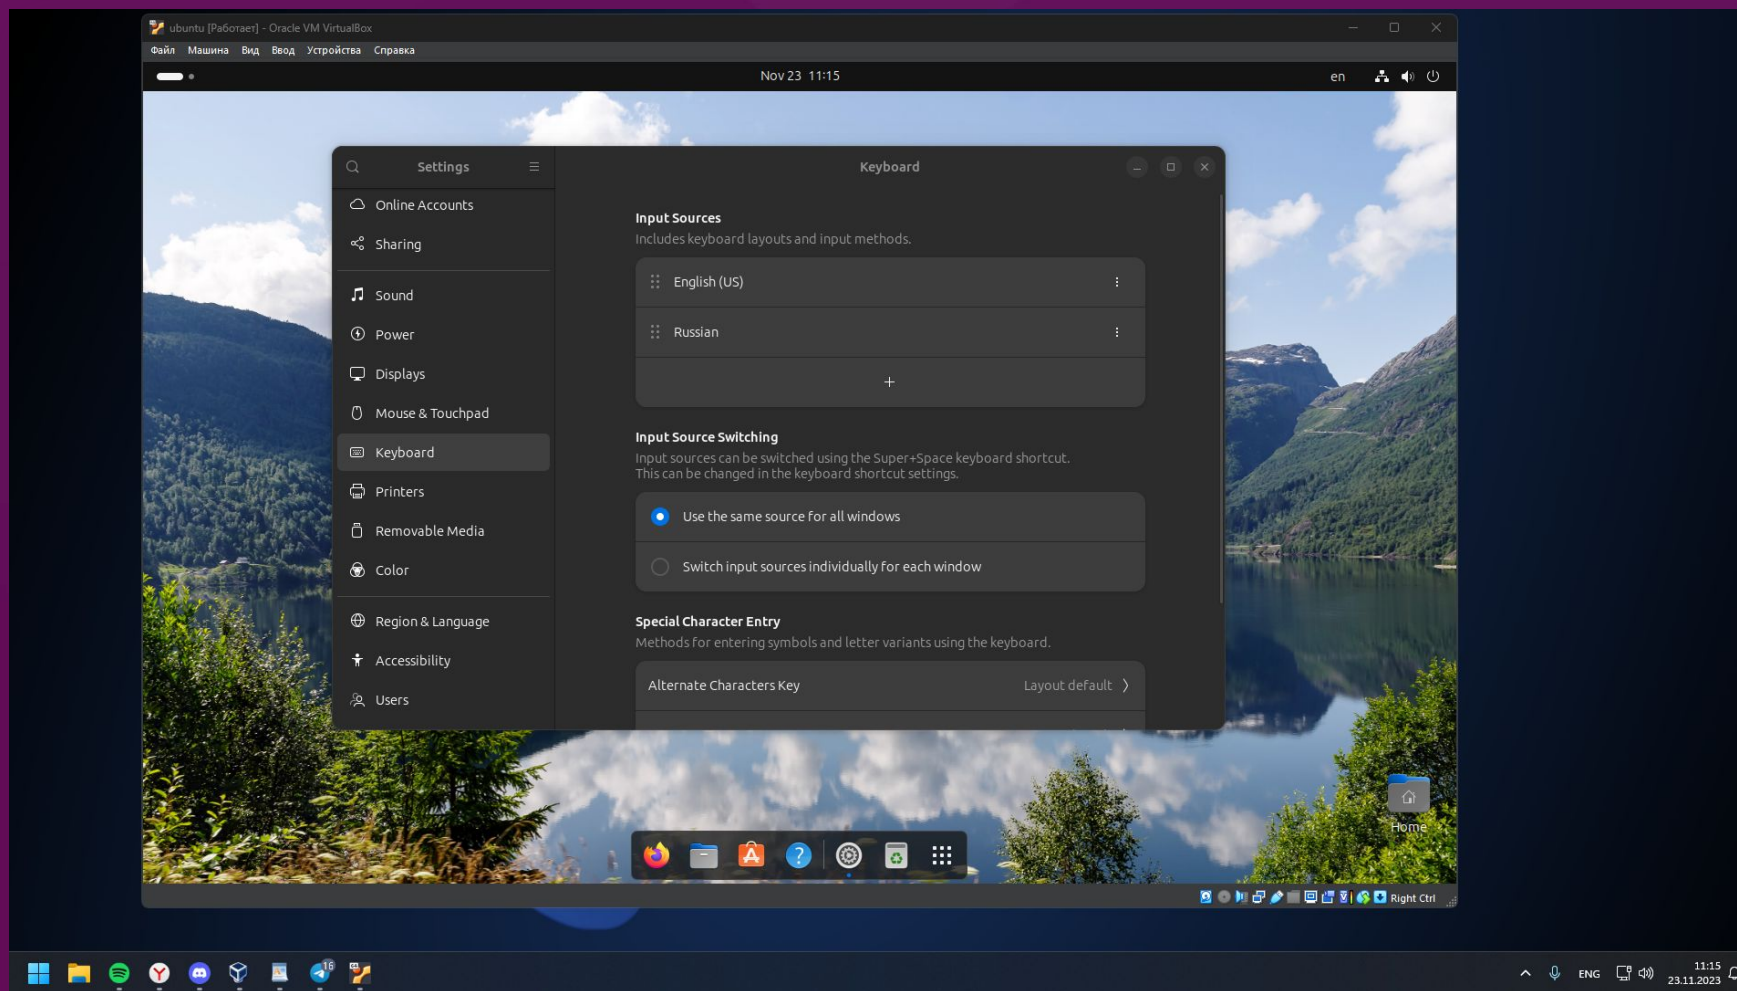 ubuntu [Работает] - Oracle VM VirtualBox
Файл Машина Вид Ввод Устройства Справка
Nov 23 11:15
en
Settings
Keyboard
Online Accounts
Sharing
Sound
Power
Displays
Mouse & Touchpad
Keyboard
Printers
Removable Media
Color
Region & Language
Accessibility
Users
Input Sources
Includes keyboard layouts and input methods.
English (US)
Russian
Input Source Switching
Input sources can be switched using the Super+Space keyboard shortcut.
This can be changed in the keyboard shortcut settings.
Use the same source for all windows
Switch input sources individually for each window
Special Character Entry
Methods for entering symbols and letter variants using the keyboard.
Alternate Characters Key Layout default
Home
Right Ctrl
16
ENG
11:15
23.11.2023